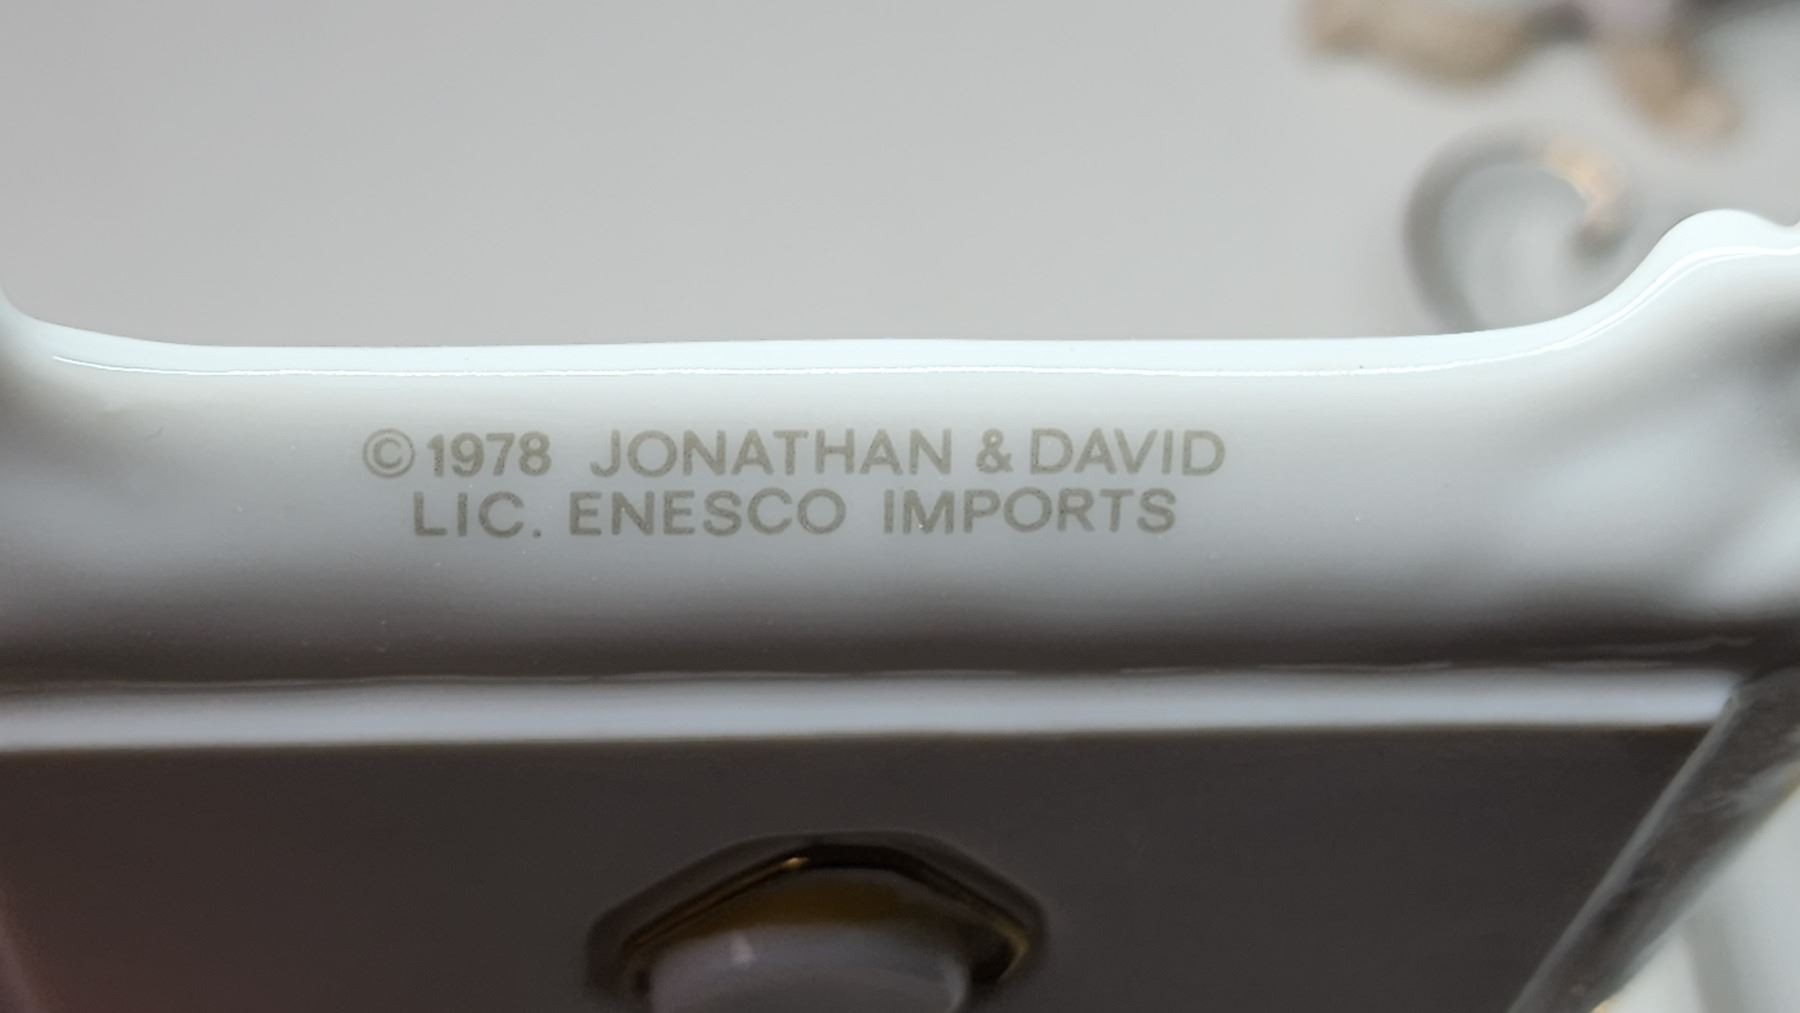 ©1978 JONATHAN & DAVID
LIC. ENESCO IMPORTS